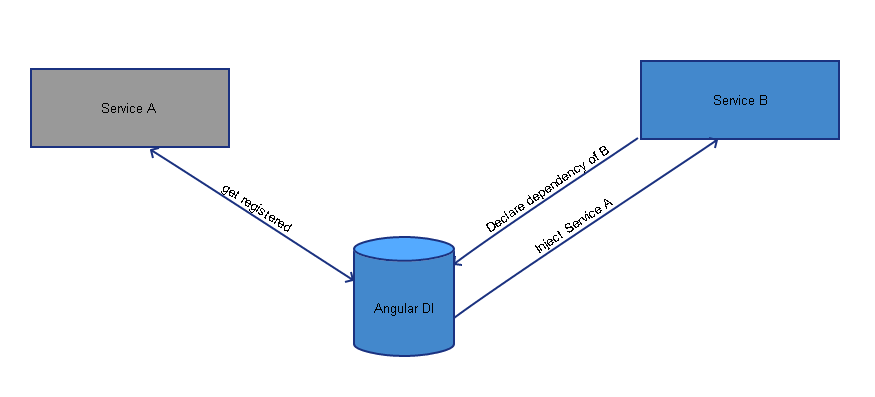 Service A
Service B
get registered
Declare dependency of B
Inject Service A
Angular DI